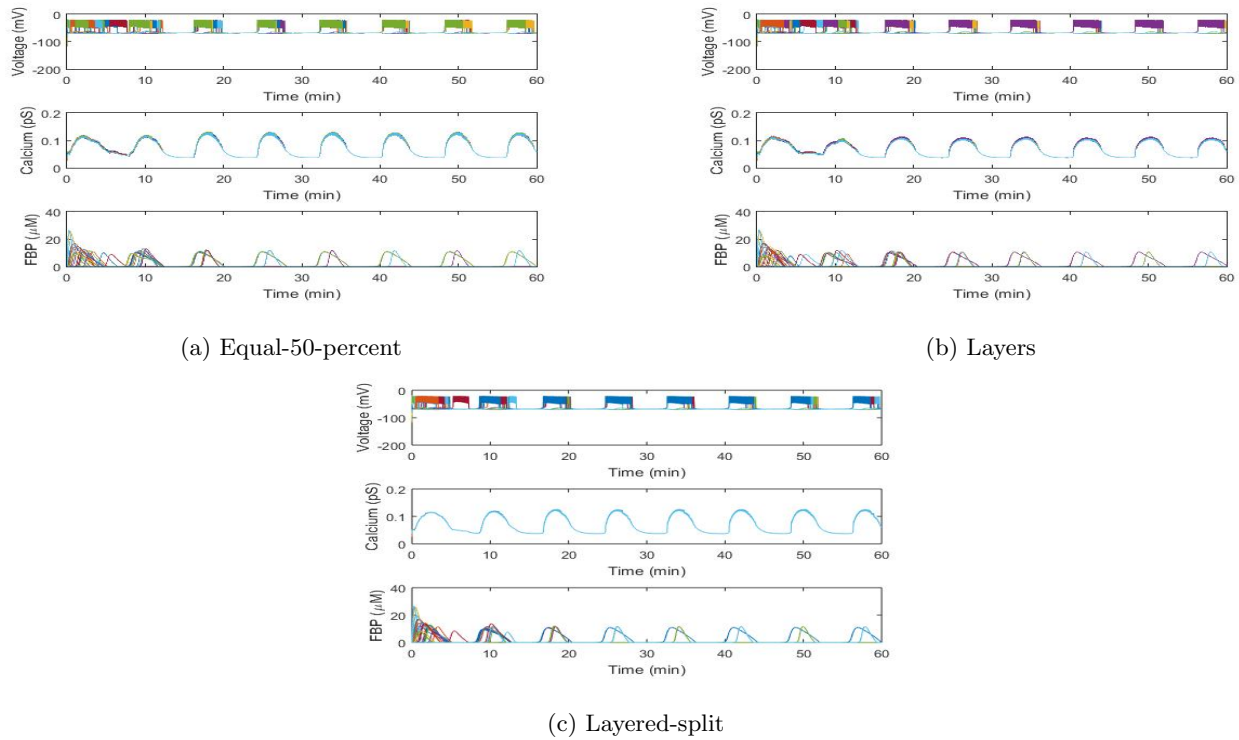 Voltage (mV)
0
-100
-200
0 10 20 30 40 50 60
Time (min)
Calcium (pS)
0.2
0.1
0
0 10 20 30 40 50 60
Time (min)
FBP (μM)
40
20
0
0 10 20 30 40 50 60
Time (min)
(a) Equal-50-percent
Voltage (mV)
0
-100
-200
0 10 20 30 40 50 60
Time (min)
Calcium (pS)
0.2
0.1
0
0 10 20 30 40 50 60
Time (min)
FBP (μM)
40
20
0
0 10 20 30 40 50 60
Time (min)
(b) Layers
Voltage (mV)
0
-100
-200
0 10 20 30 40 50 60
Time (min)
Calcium (pS)
0.2
0.1
0
0 10 20 30 40 50 60
Time (min)
FBP (μM)
40
20
0
0 10 20 30 40 50 60
Time (min)
(c) Layered-split